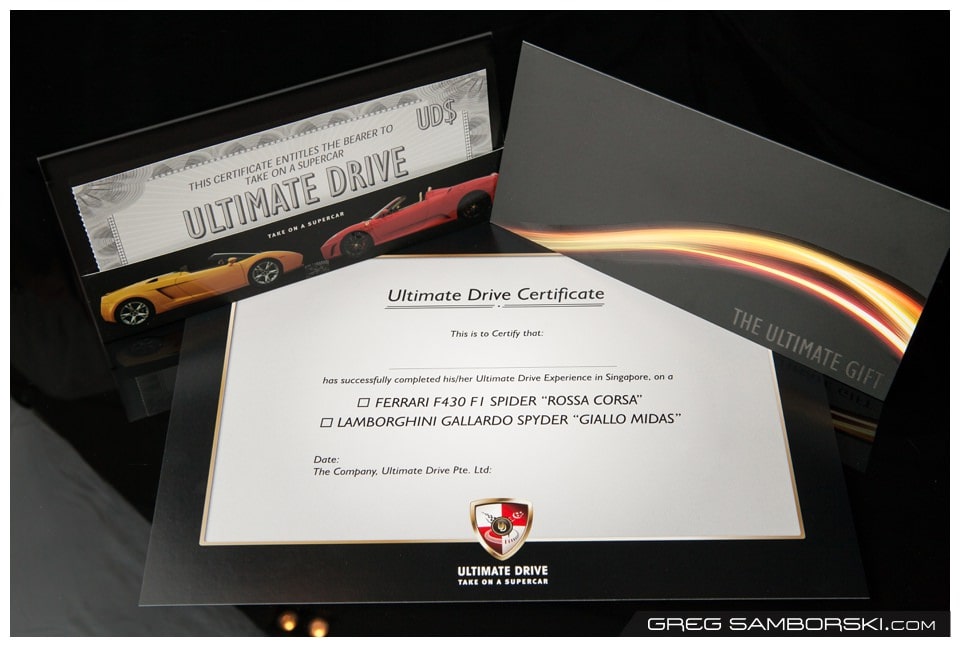 THIS CERTIFICATE ENTITLES THE BEARER TO
TAKE ON A SUPERCAR
UD$
ULTIMATE DRIVE
TAKE ON A SUPERCAR
THE ULTIMATE GIFT
Ultimate Drive Certificate
This is to Certify that:
has successfully completed his/her Ultimate Drive Experience in Singapore, on a
FERRARI F430 F1 SPIDER “ROSSA CORSA”
LAMBORGHINI GALLARDO SPYDER “GIALLO MIDAS”
Date:
The Company, Ultimate Drive Pte. Ltd:
ULTIMATE DRIVE
TAKE ON A SUPERCAR
GREG SAMBORSKI.COM